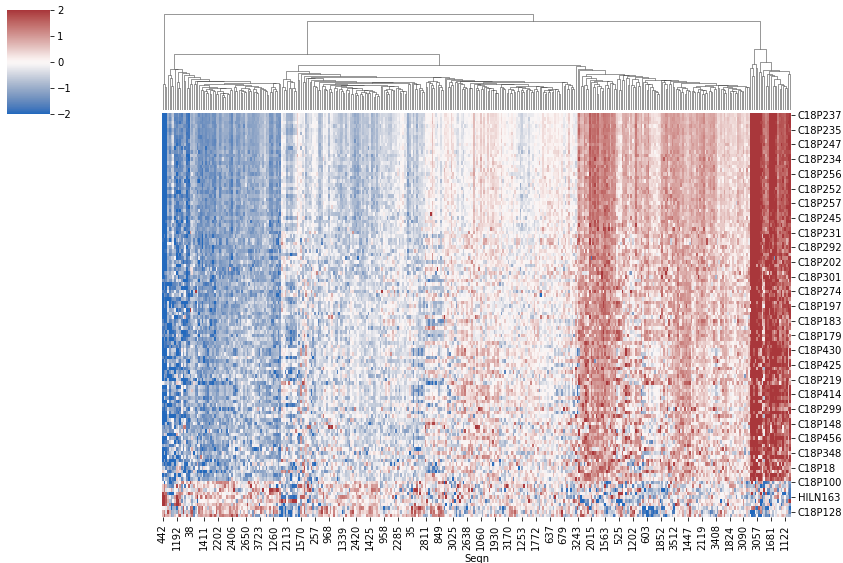 2
1
0
−1
−2
C18P237
C18P235
C18P247
C18P234
C18P256
C18P252
C18P257
C18P245
C18P231
C18P292
C18P202
C18P301
C18P274
C18P197
C18P183
C18P179
C18P430
C18P425
C18P219
C18P414
C18P299
C18P148
C18P456
C18P348
C18P18
C18P100
HILN163
C18P128
442
1192
38
1411
2202
2406
2650
3723
1260
2113
1570
257
968
1339
2420
1425
958
2285
35
2811
849
3025
2638
1060
1930
3170
1253
1772
637
679
3243
2015
1563
525
1202
603
1852
3512
1447
2119
3408
1824
3090
3057
1681
1122
Seqn